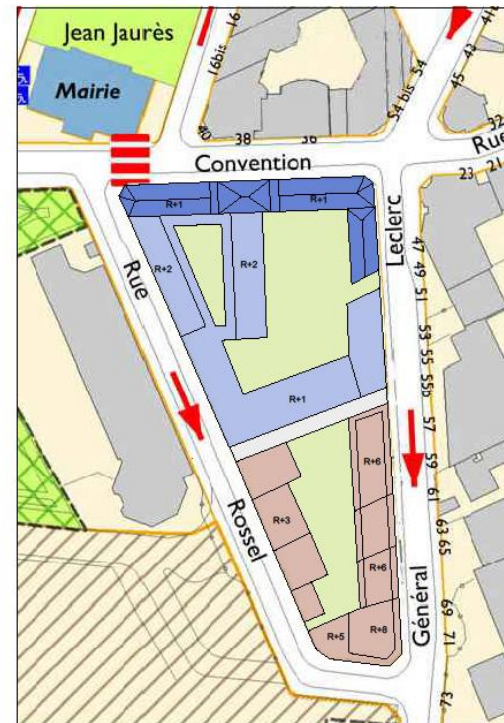 Jean Jaurès
Mairie
16bis
16
40
38
36
54 bis
54
45
43
41
32
Rue
23
21
Convention
Leclerc
R+1
R+1
R+2
R+2
Rue
47
49
51
53
55
55b
57
59
61
63
65
R+1
R+6
R+3
Rossel
R+6
Général
69
71
R+5
R+8
73